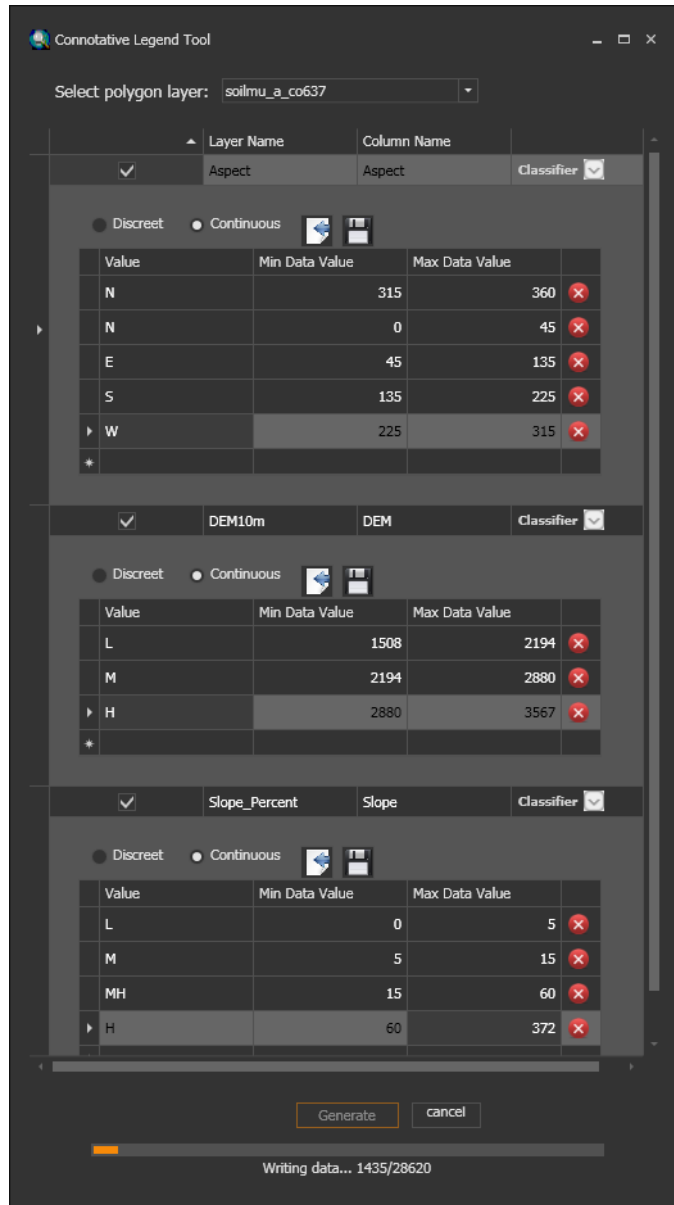 Connotative Legend Tool
Select polygon layer: soilmu_a_co637
Layer Name Column Name
Aspect Aspect Classifier
Discreet Continuous
Value Min Data Value Max Data Value
N 315 360
N 0 45
E 45 135
S 135 225
W 225 315
DEM10m DEM Classifier
Discreet Continuous
Value Min Data Value Max Data Value
L 1508 2194
M 2194 2880
H 2880 3567
Slope_Percent Slope Classifier
Discreet Continuous
Value Min Data Value Max Data Value
L 0 5
M 5 15
MH 15 60
H 60 372
Generate cancel
Writing data... 1435/28620